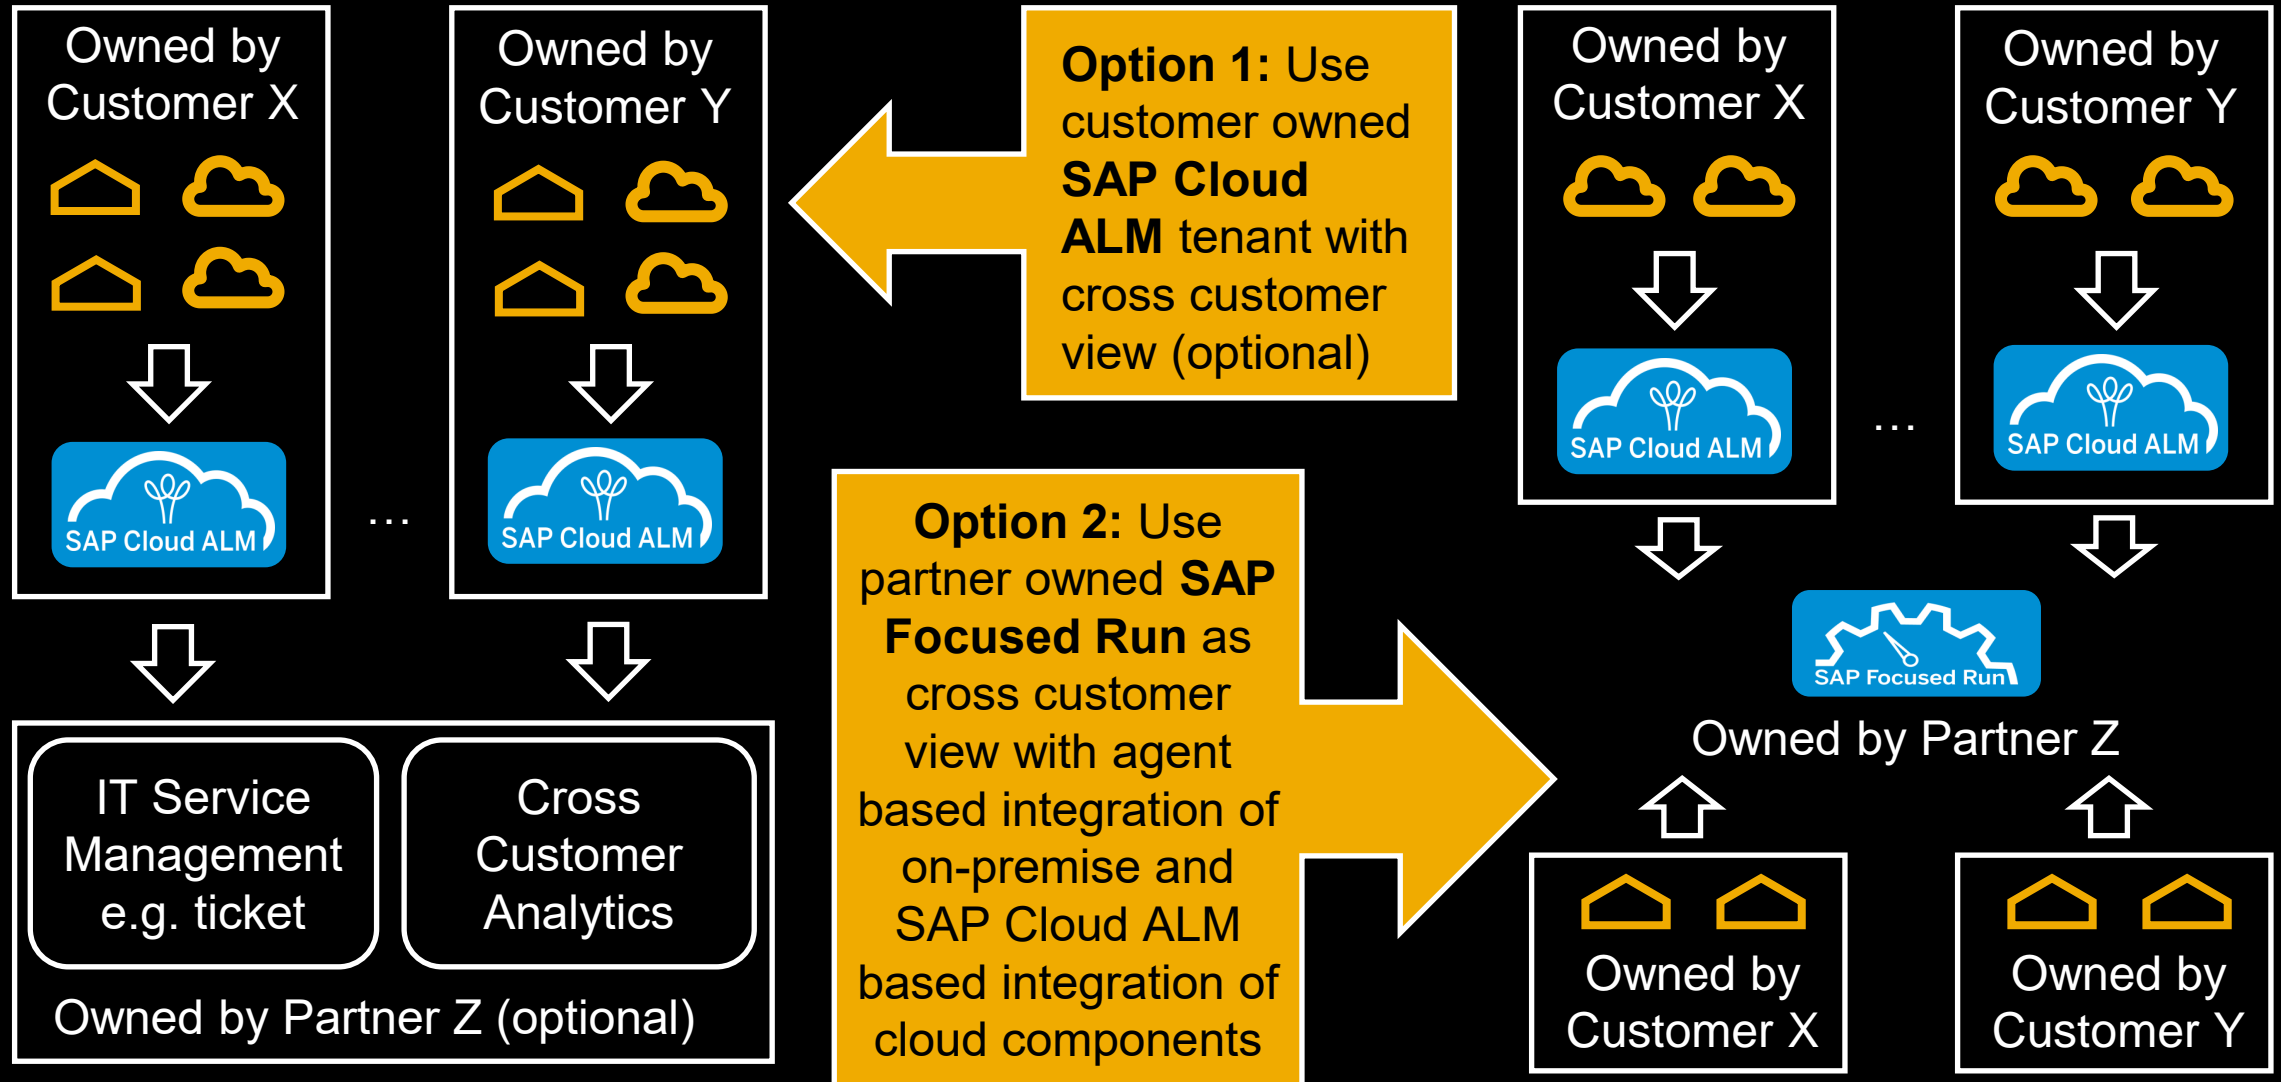 Owned by
Customer X
SAP Cloud ALM
...
Owned by
Customer Y
SAP Cloud ALM
IT Service
Management
e.g. ticket
Cross
Customer
Analytics
Owned by Partner Z (optional)
Option 1: Use
customer owned
SAP Cloud
ALM tenant with
cross customer
view (optional)
Option 2: Use
partner owned SAP
Focused Run as
cross customer
view with agent
based integration of
on-premise and
SAP Cloud ALM
based integration of
cloud components
Owned by
Customer X
SAP Cloud ALM
...
Owned by
Customer Y
SAP Cloud ALM
SAP Focused Run
Owned by Partner Z
Owned by
Customer X
Owned by
Customer Y